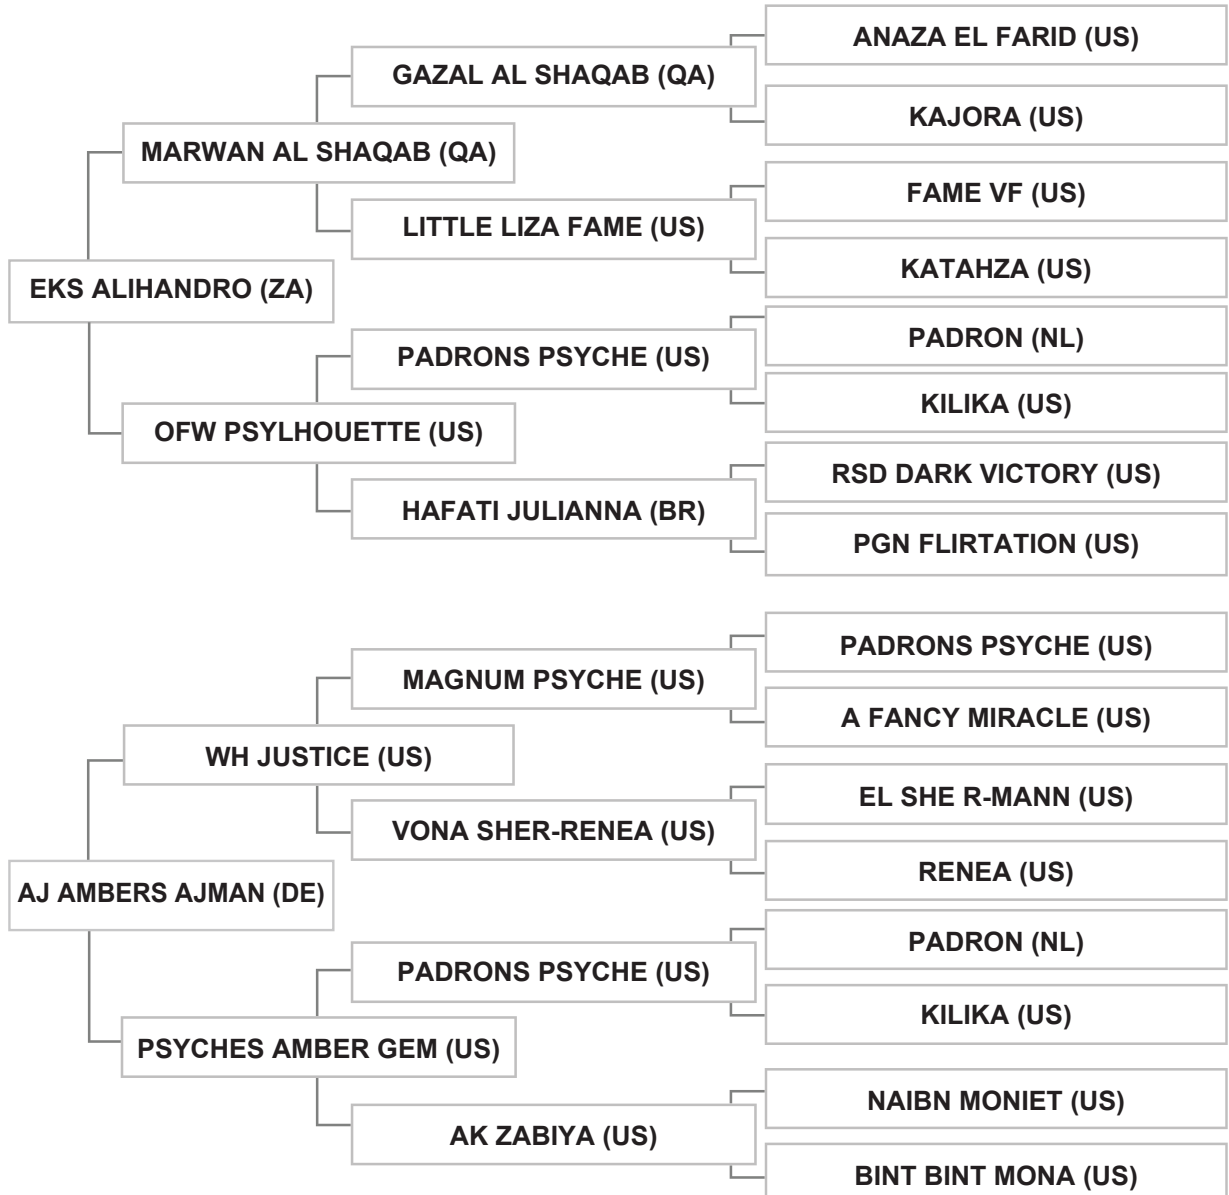 ANAZA EL FARID (US)
GAZAL AL SHAQAB (QA)
KAJORA (US)
MARWAN AL SHAQAB (QA)
FAME VF (US)
LITTLE LIZA FAME (US)
KATAHZA (US)
EKS ALIHANDRO (ZA)
PADRON (NL)
PADRONS PSYCHE (US)
KILIKA (US)
OFW PSYLHOUETTE (US)
RSD DARK VICTORY (US)
HAFATI JULIANNA (BR)
PGN FLIRTATION (US)
PADRONS PSYCHE (US)
MAGNUM PSYCHE (US)
A FANCY MIRACLE (US)
WH JUSTICE (US)
EL SHE R-MANN (US)
VONA SHER-RENEA (US)
RENEA (US)
AJ AMBERS AJMAN (DE)
PADRON (NL)
PADRONS PSYCHE (US)
KILIKA (US)
PSYCHES AMBER GEM (US)
NAIBN MONIET (US)
AK ZABIYA (US)
BINT BINT MONA (US)